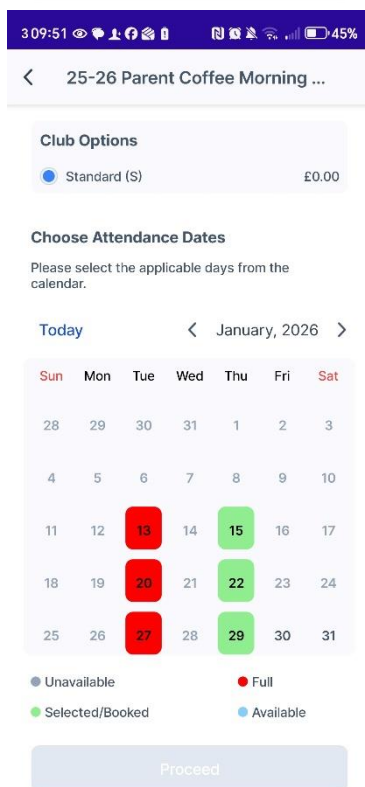 309:51 45%
25-26 Parent Coffee Morning ...
Club Options
Standard (S) £0.00
Choose Attendance Dates
Please select the applicable days from the
calendar.
Today January, 2026
Sun Mon Tue Wed Thu Fri Sat
28 29 30 31 1 2 3
4 5 6 7 8 9 10
11 12 13 14 15 16 17
18 19 20 21 22 23 24
25 26 27 28 29 30 31
Unavailable Full
Selected/Booked Available
Proceed